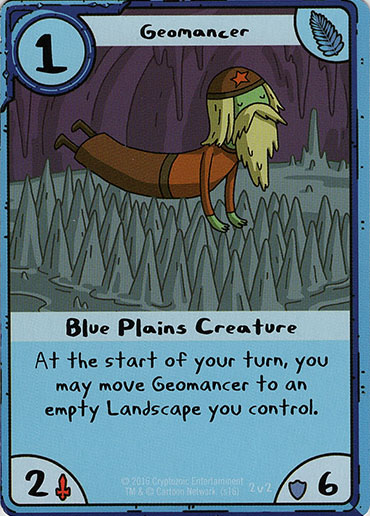 Geomancer
1
Blue Plains Creature
At the start of your turn, you
may move Geomancer to an
empty Landscape you control.
2
6
© 2016 Cryptozoic Entertainment
TM & © Cartoon Network. (s16)
2v2